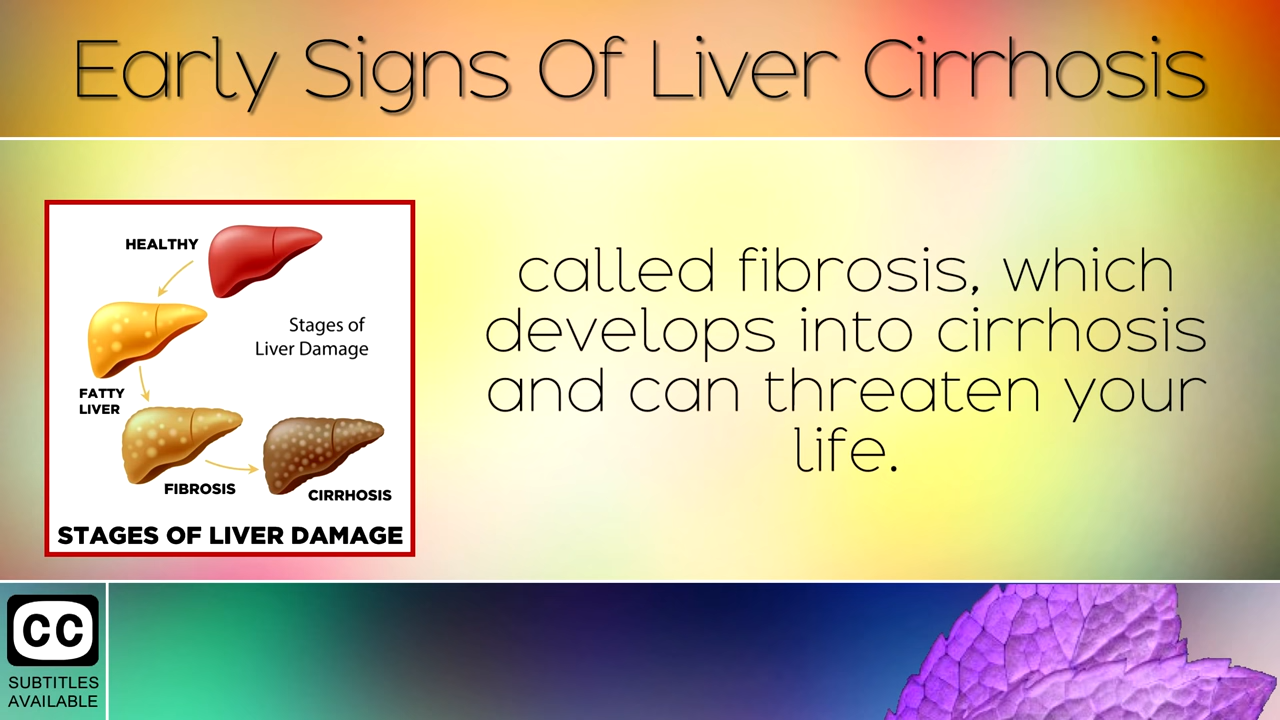 Early Signs Of Liver Cirrhosis
HEALTHY
Stages of
Liver Damage
FATTY
LIVER
FIBROSIS
CIRRHOSIS
STAGES OF LIVER DAMAGE
called fibrosis, which
develops into cirrhosis
and can threaten your
life.
CC
SUBTITLES
AVAILABLE